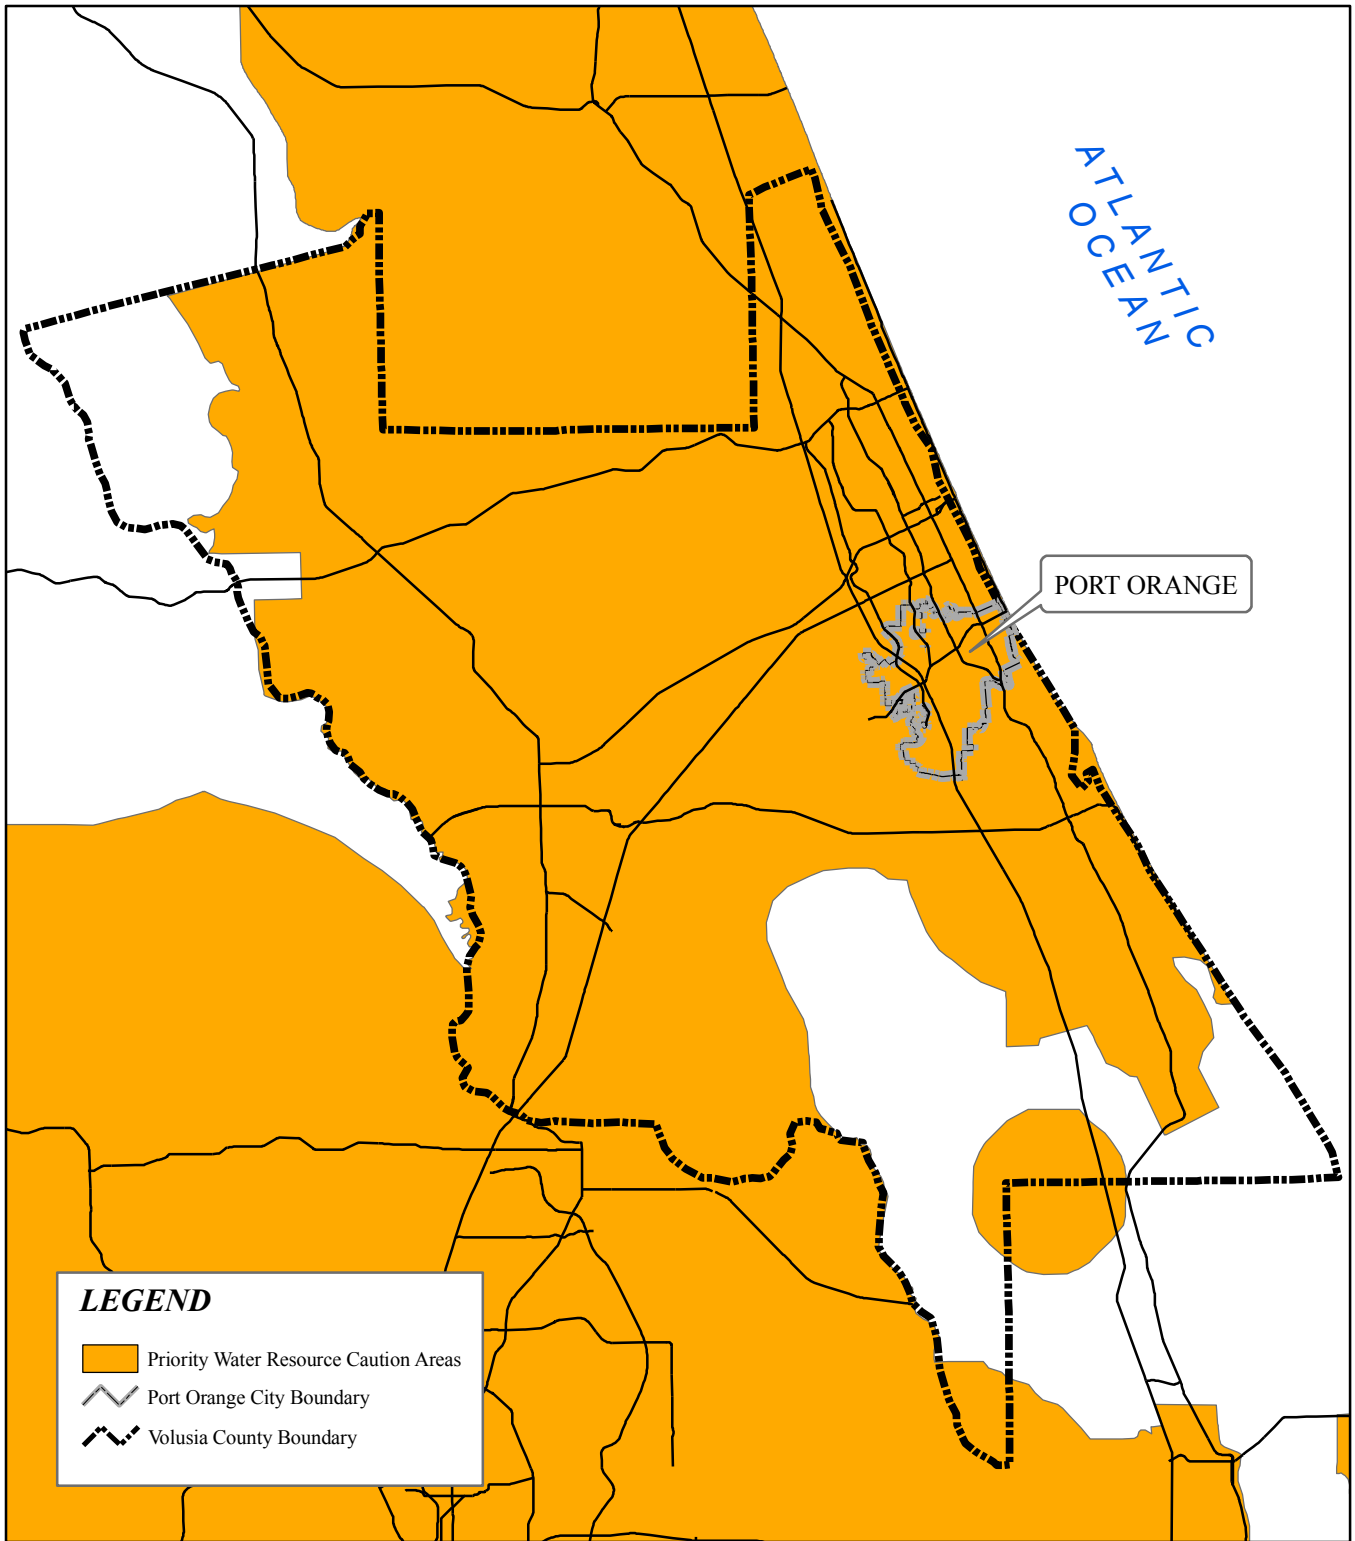 ATLANTIC
OCEAN
PORT ORANGE
LEGEND
Priority Water Resource Caution Areas
Port Orange City Boundary
Volusia County Boundary